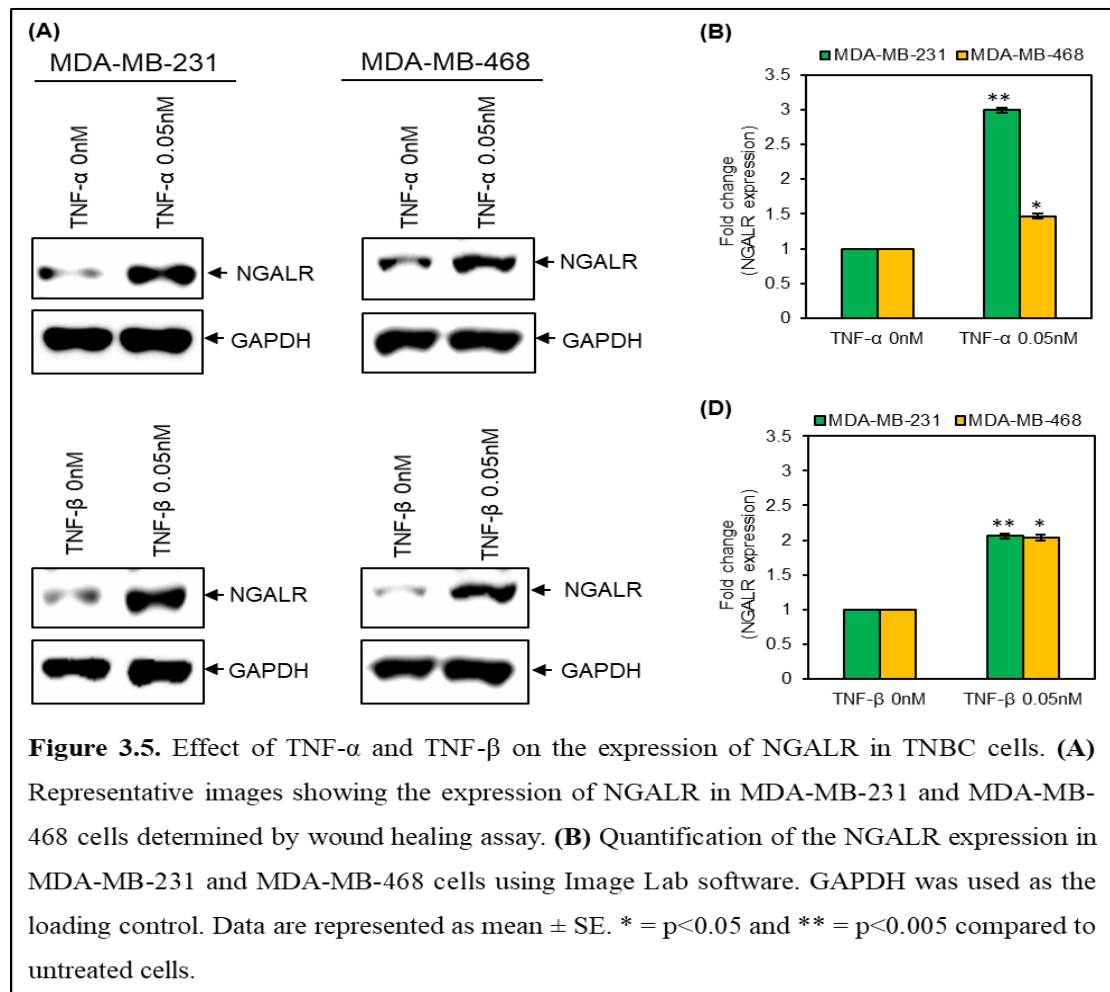 (A)
MDA-MB-231
MDA-MB-468
TNF-α 0nM
TNF-α 0.05nM
TNF-α 0nM
TNF-α 0.05nM
NGALR
NGALR
GAPDH
GAPDH
TNF-β 0nM
TNF-β 0.05nM
TNF-β 0nM
TNF-β 0.05nM
NGALR
NGALR
GAPDH
GAPDH
(B)
MDA-MB-231 MDA-MB-468
Fold change
(NGALR expression)
3.5
3
2.5
2
1.5
1
0.5
0
**
*
TNF-α 0nM
TNF-α 0.05nM
(D)
MDA-MB-231 MDA-MB-468
Fold change
(NGALR expression)
3.5
3
2.5
2
1.5
1
0.5
0
**
*
TNF-β 0nM
TNF-β 0.05nM
Figure 3.5. Effect of TNF-α and TNF-β on the expression of NGALR in TNBC cells. (A)
Representative images showing the expression of NGALR in MDA-MB-231 and MDA-MB-
468 cells determined by wound healing assay. (B) Quantification of the NGALR expression in
MDA-MB-231 and MDA-MB-468 cells using Image Lab software. GAPDH was used as the
loading control. Data are represented as mean ± SE. * = p<0.05 and ** = p<0.005 compared to
untreated cells.